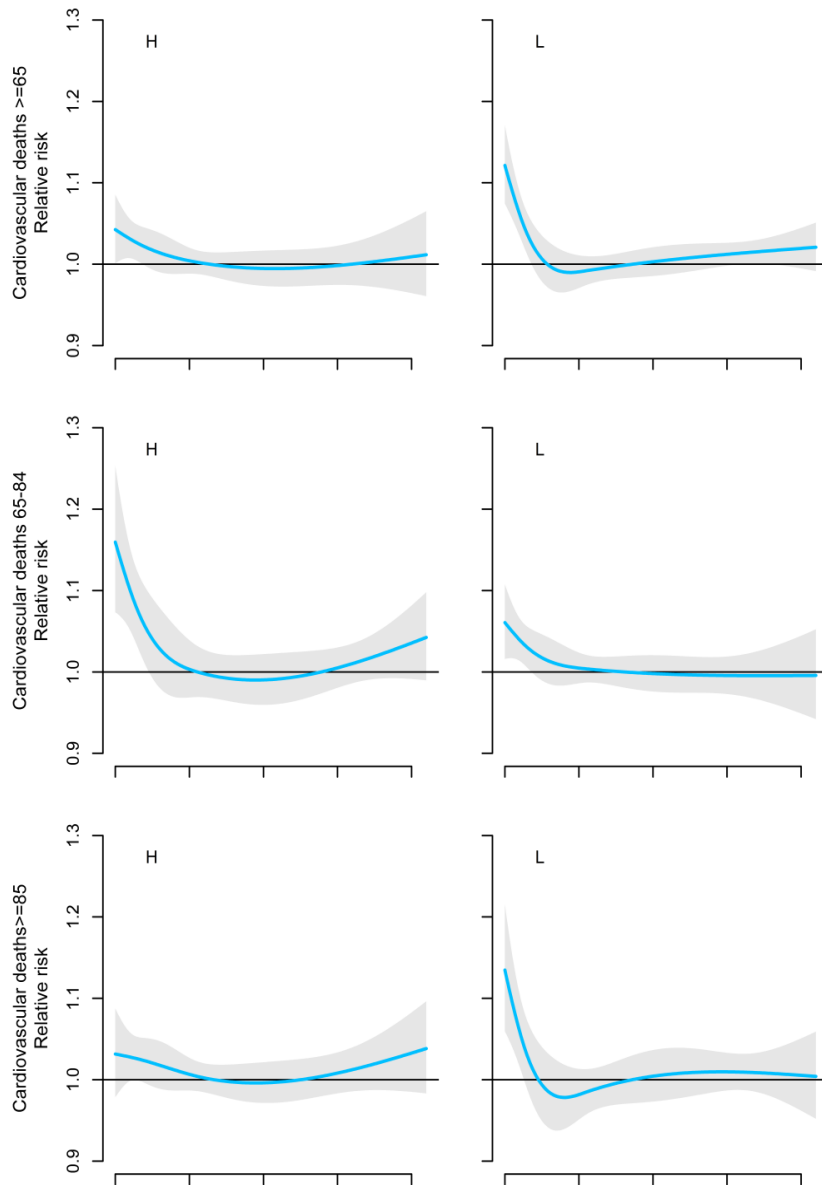 Cardiovascular deaths >=65
Relative risk
0.9 1.0 1.1 1.2 1.3
H
L
Cardiovascular deaths 65-84
Relative risk
0.9 1.0 1.1 1.2 1.3
H
L
Cardiovascular deaths>=85
Relative risk
0.9 1.0 1.1 1.2 1.3
H
L